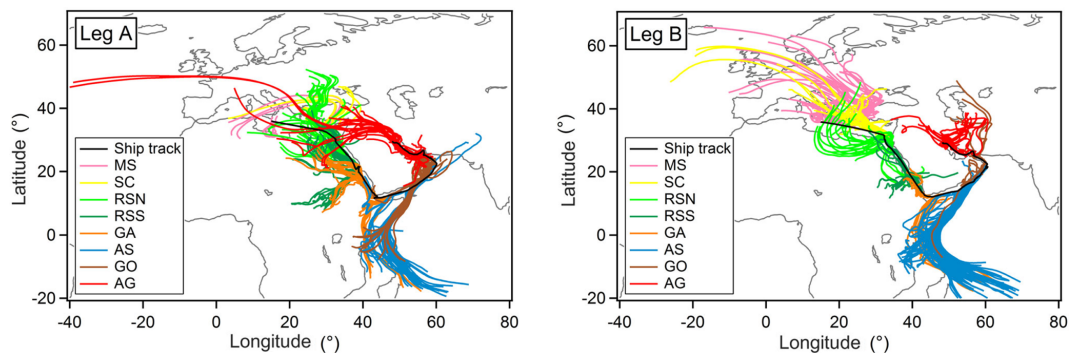 Leg A
Latitude (°)
60
40
20
0
-20
Ship track
MS
SC
RSN
RSS
GA
AS
GO
AG
-40 -20 0 20 40 60 80
Longitude (°)
Leg B
Latitude (°)
60
40
20
0
-20
Ship track
MS
SC
RSN
RSS
GA
AS
GO
AG
-40 -20 0 20 40 60 80
Longitude (°)